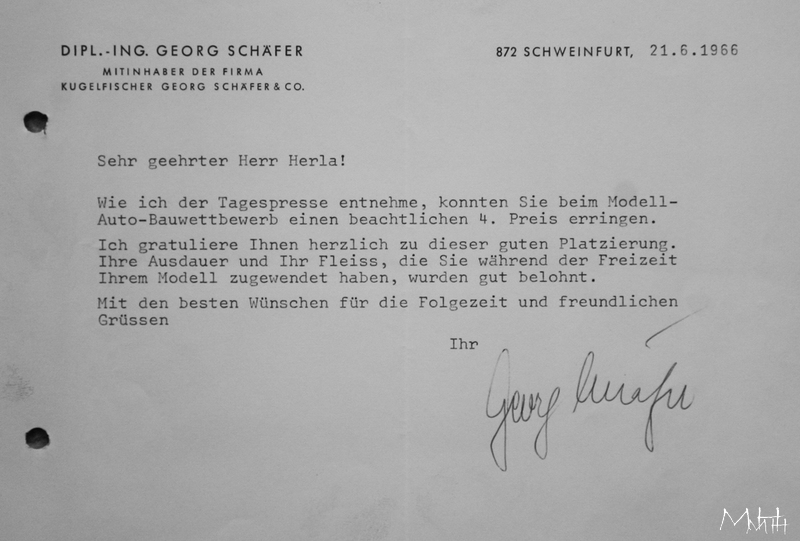 DIPL.-ING. GEORG SCHÄFER
MITINHABER DER FIRMA
KUGELFISCHER GEORG SCHÄFER & CO.
872 SCHWEINFURT, 21.6.1966
Sehr geehrter Herr Herla!
Wie ich der Tagespresse entnehme, konnten Sie beim Modell-
Auto-Bauwettbewerb einen beachtlichen 4. Preis erringen.
Ich gratuliere Ihnen herzlich zu dieser guten Platzierung.
Ihre Ausdauer und Ihr Fleiss, die Sie während der Freizeit
Ihrem Modell zugewendet haben, wurden gut belohnt.
Mit den besten Wünschen für die Folgezeit und freundlichen
Grüssen
Ihr
Georg Schäfer